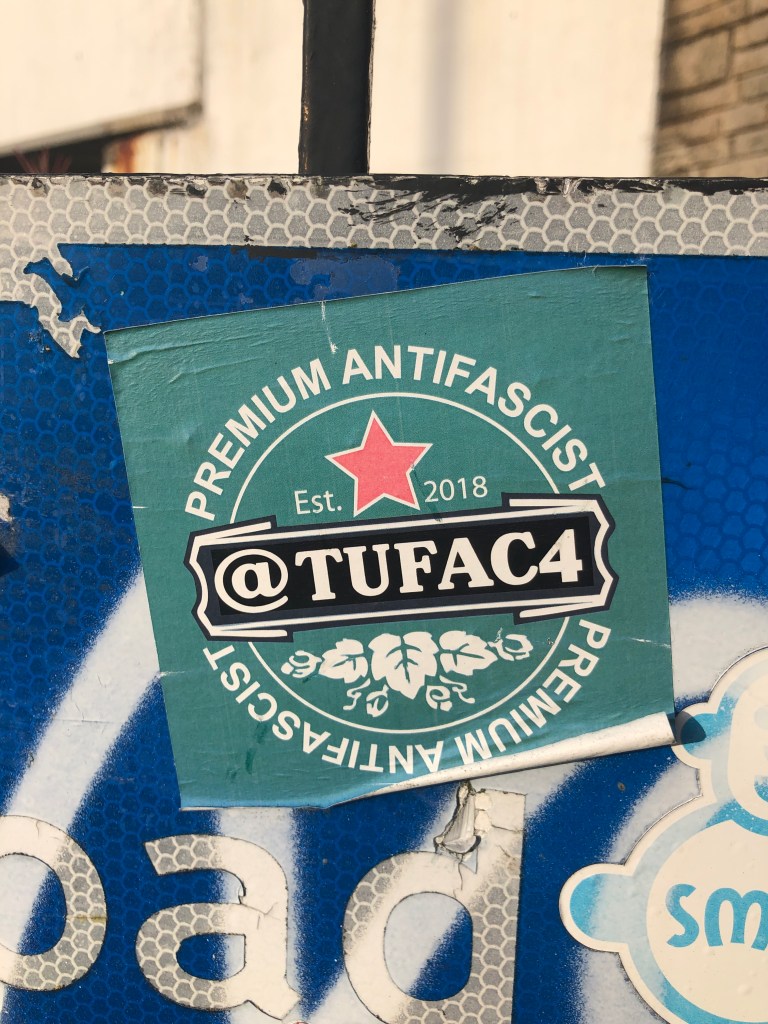 PREMIUM ANTIFASCIST
Est. 2018
@TUFAC4
PREMIUM ANTIFASCIST
oad
sm